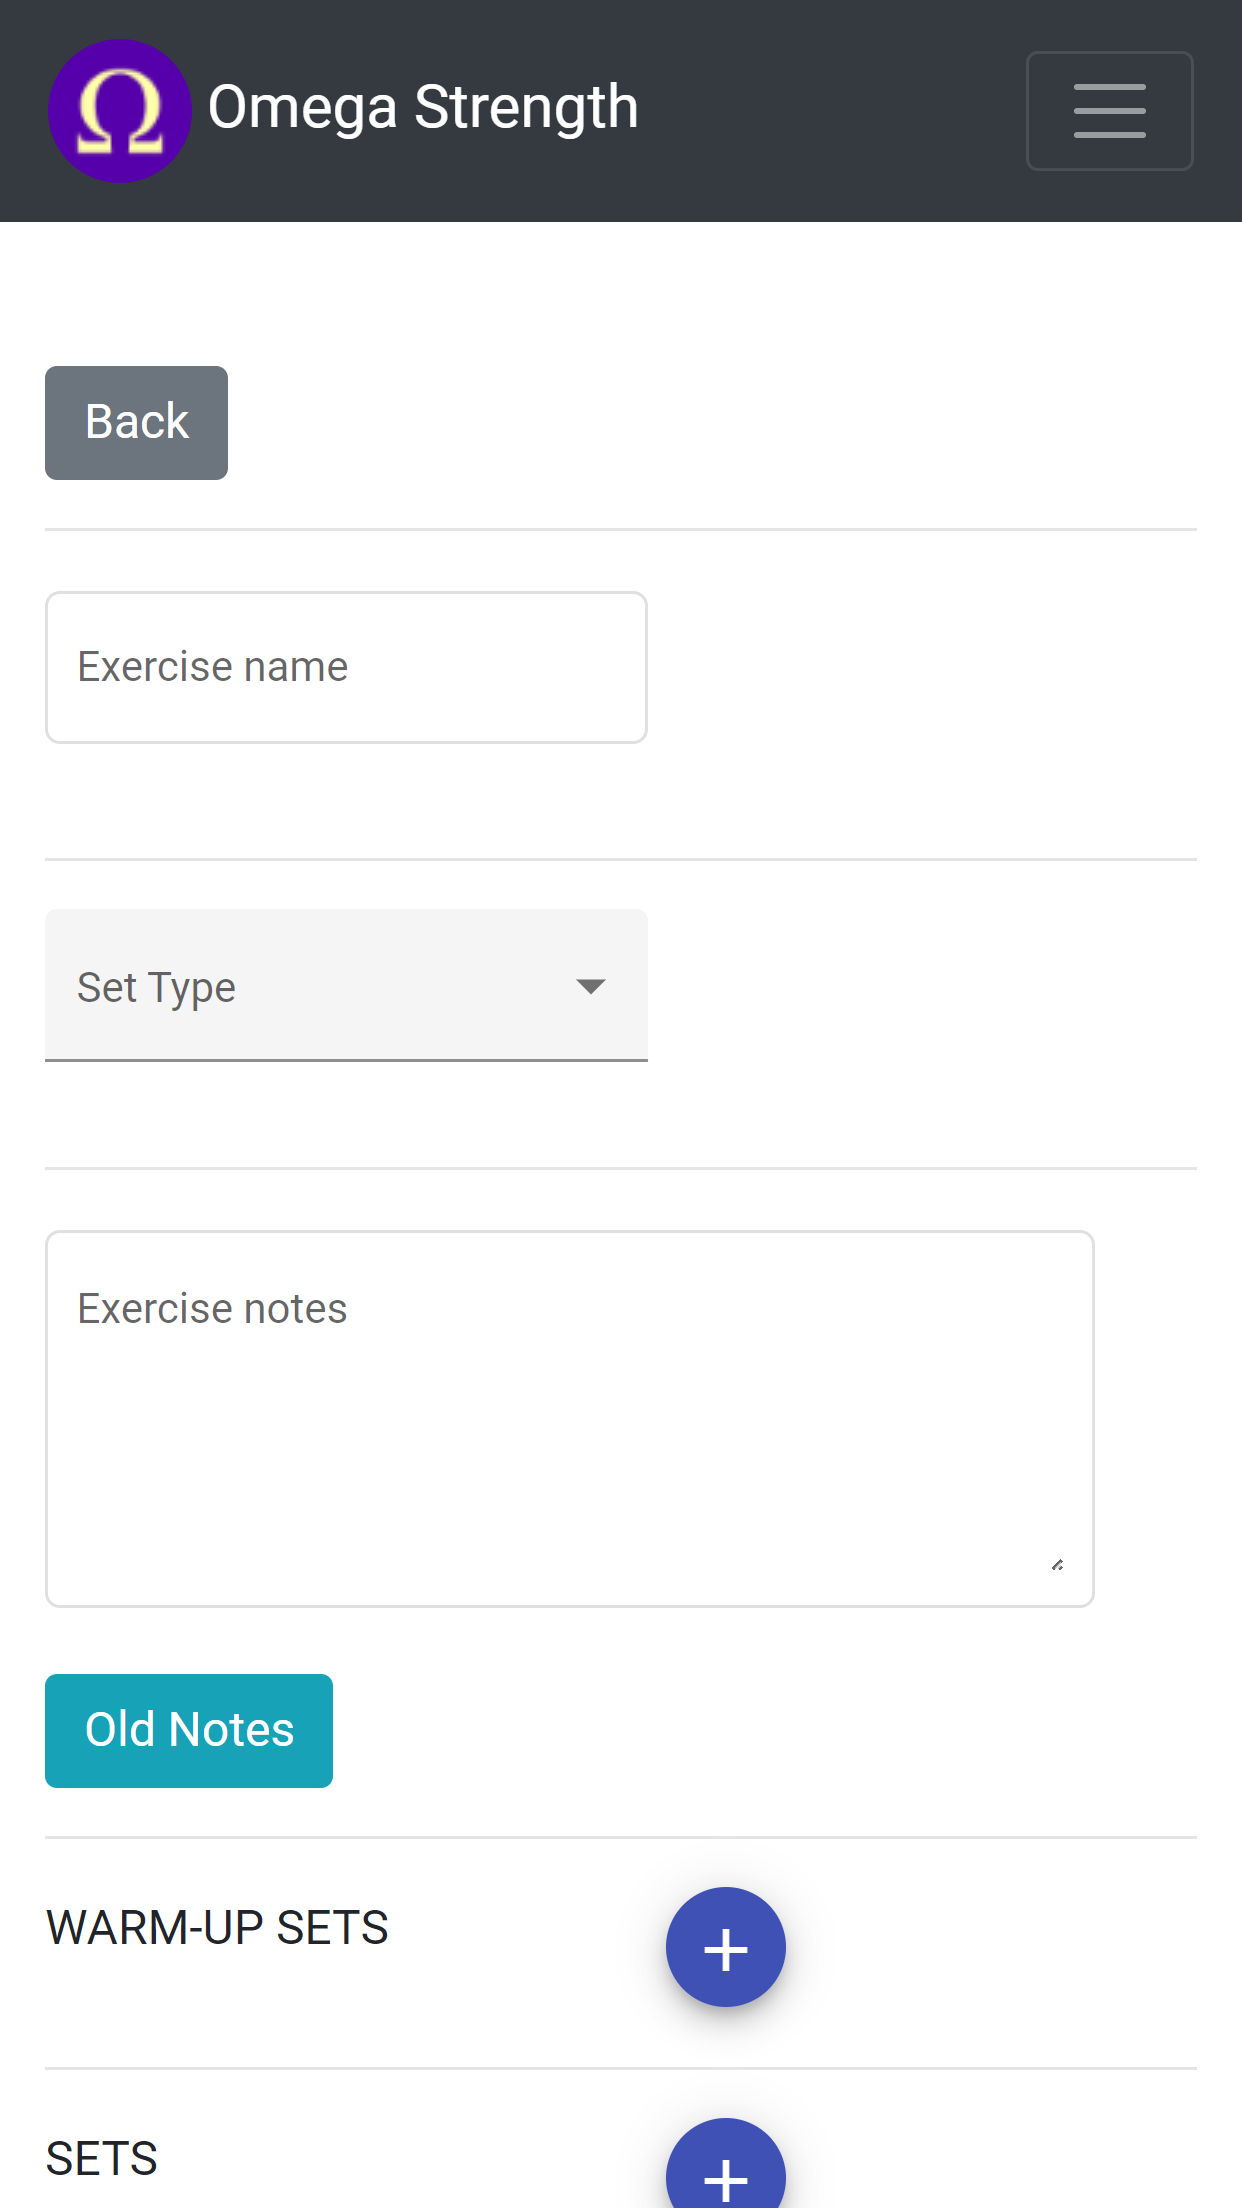 Ω Omega Strength
Back
Exercise name
Set Type
Exercise notes
Old Notes
WARM-UP SETS
+
SETS
+